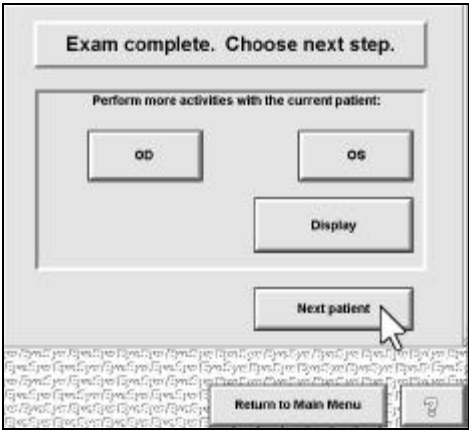 Exam complete. Choose next step.
Perform more activities with the current patient:
OD OS
Display
Next patient
Return to Main Menu ?